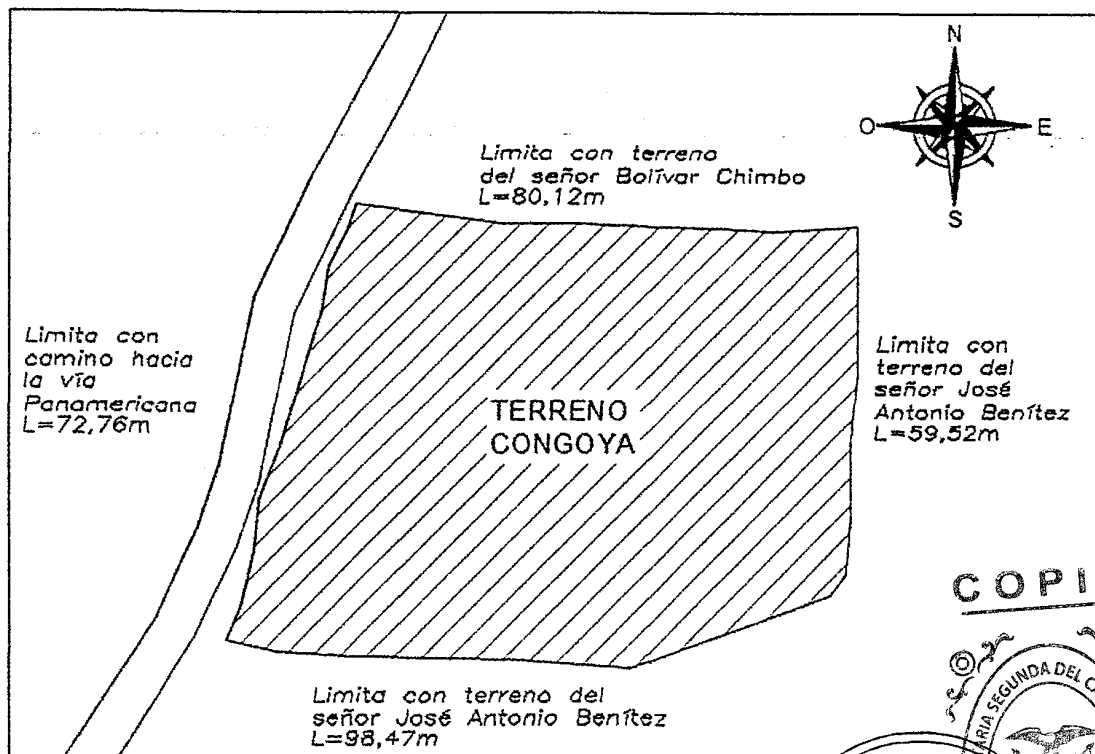 N
O
E
S
Limita con terreno
del señor Bolívar Chimbo
L=80,12m
Limita con
camino hacia
la vía
Panamericana
L=72,76m
TERRENO
CONGOYA
Limita con
terreno del
señor José
Antonio Benítez
L=59,52m
COPI
SEGUNDA DEL
Limita con terreno del
señor José Antonio Benítez
L=98,47m